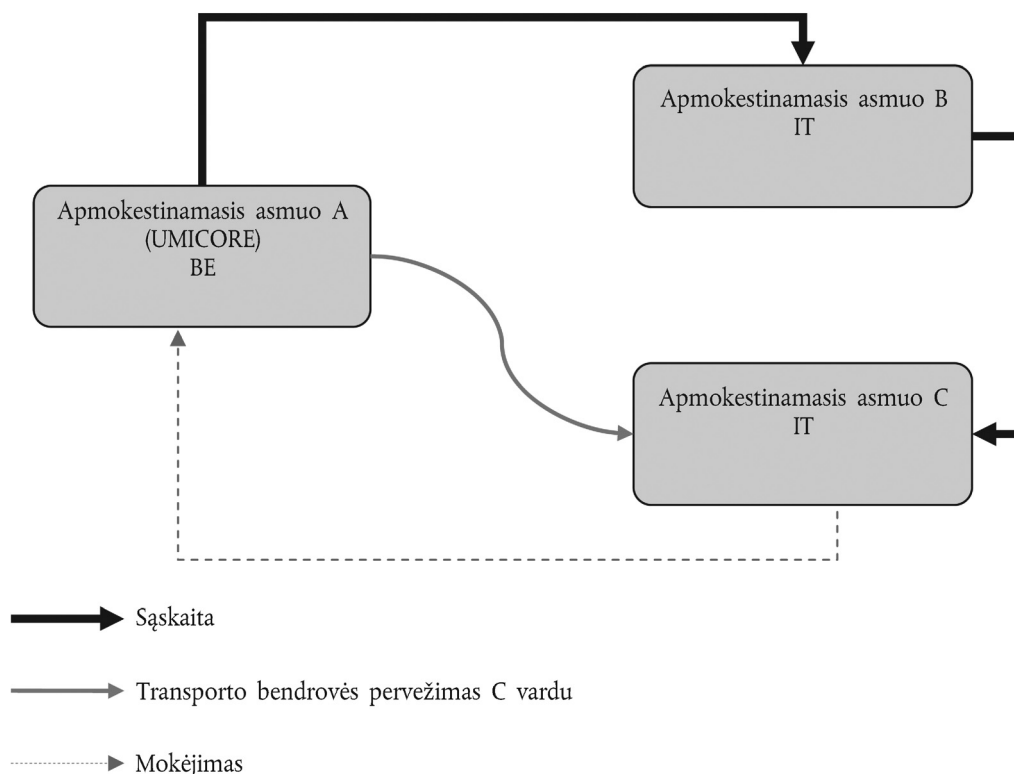 Apmokestinamasis asmuo B
IT
Apmokestinamasis asmuo A
(UMICORE)
BE
Apmokestinamasis asmuo C
IT
Sąskaita
Transporto bendrovės pervežimas C vardu
Mokėjimas